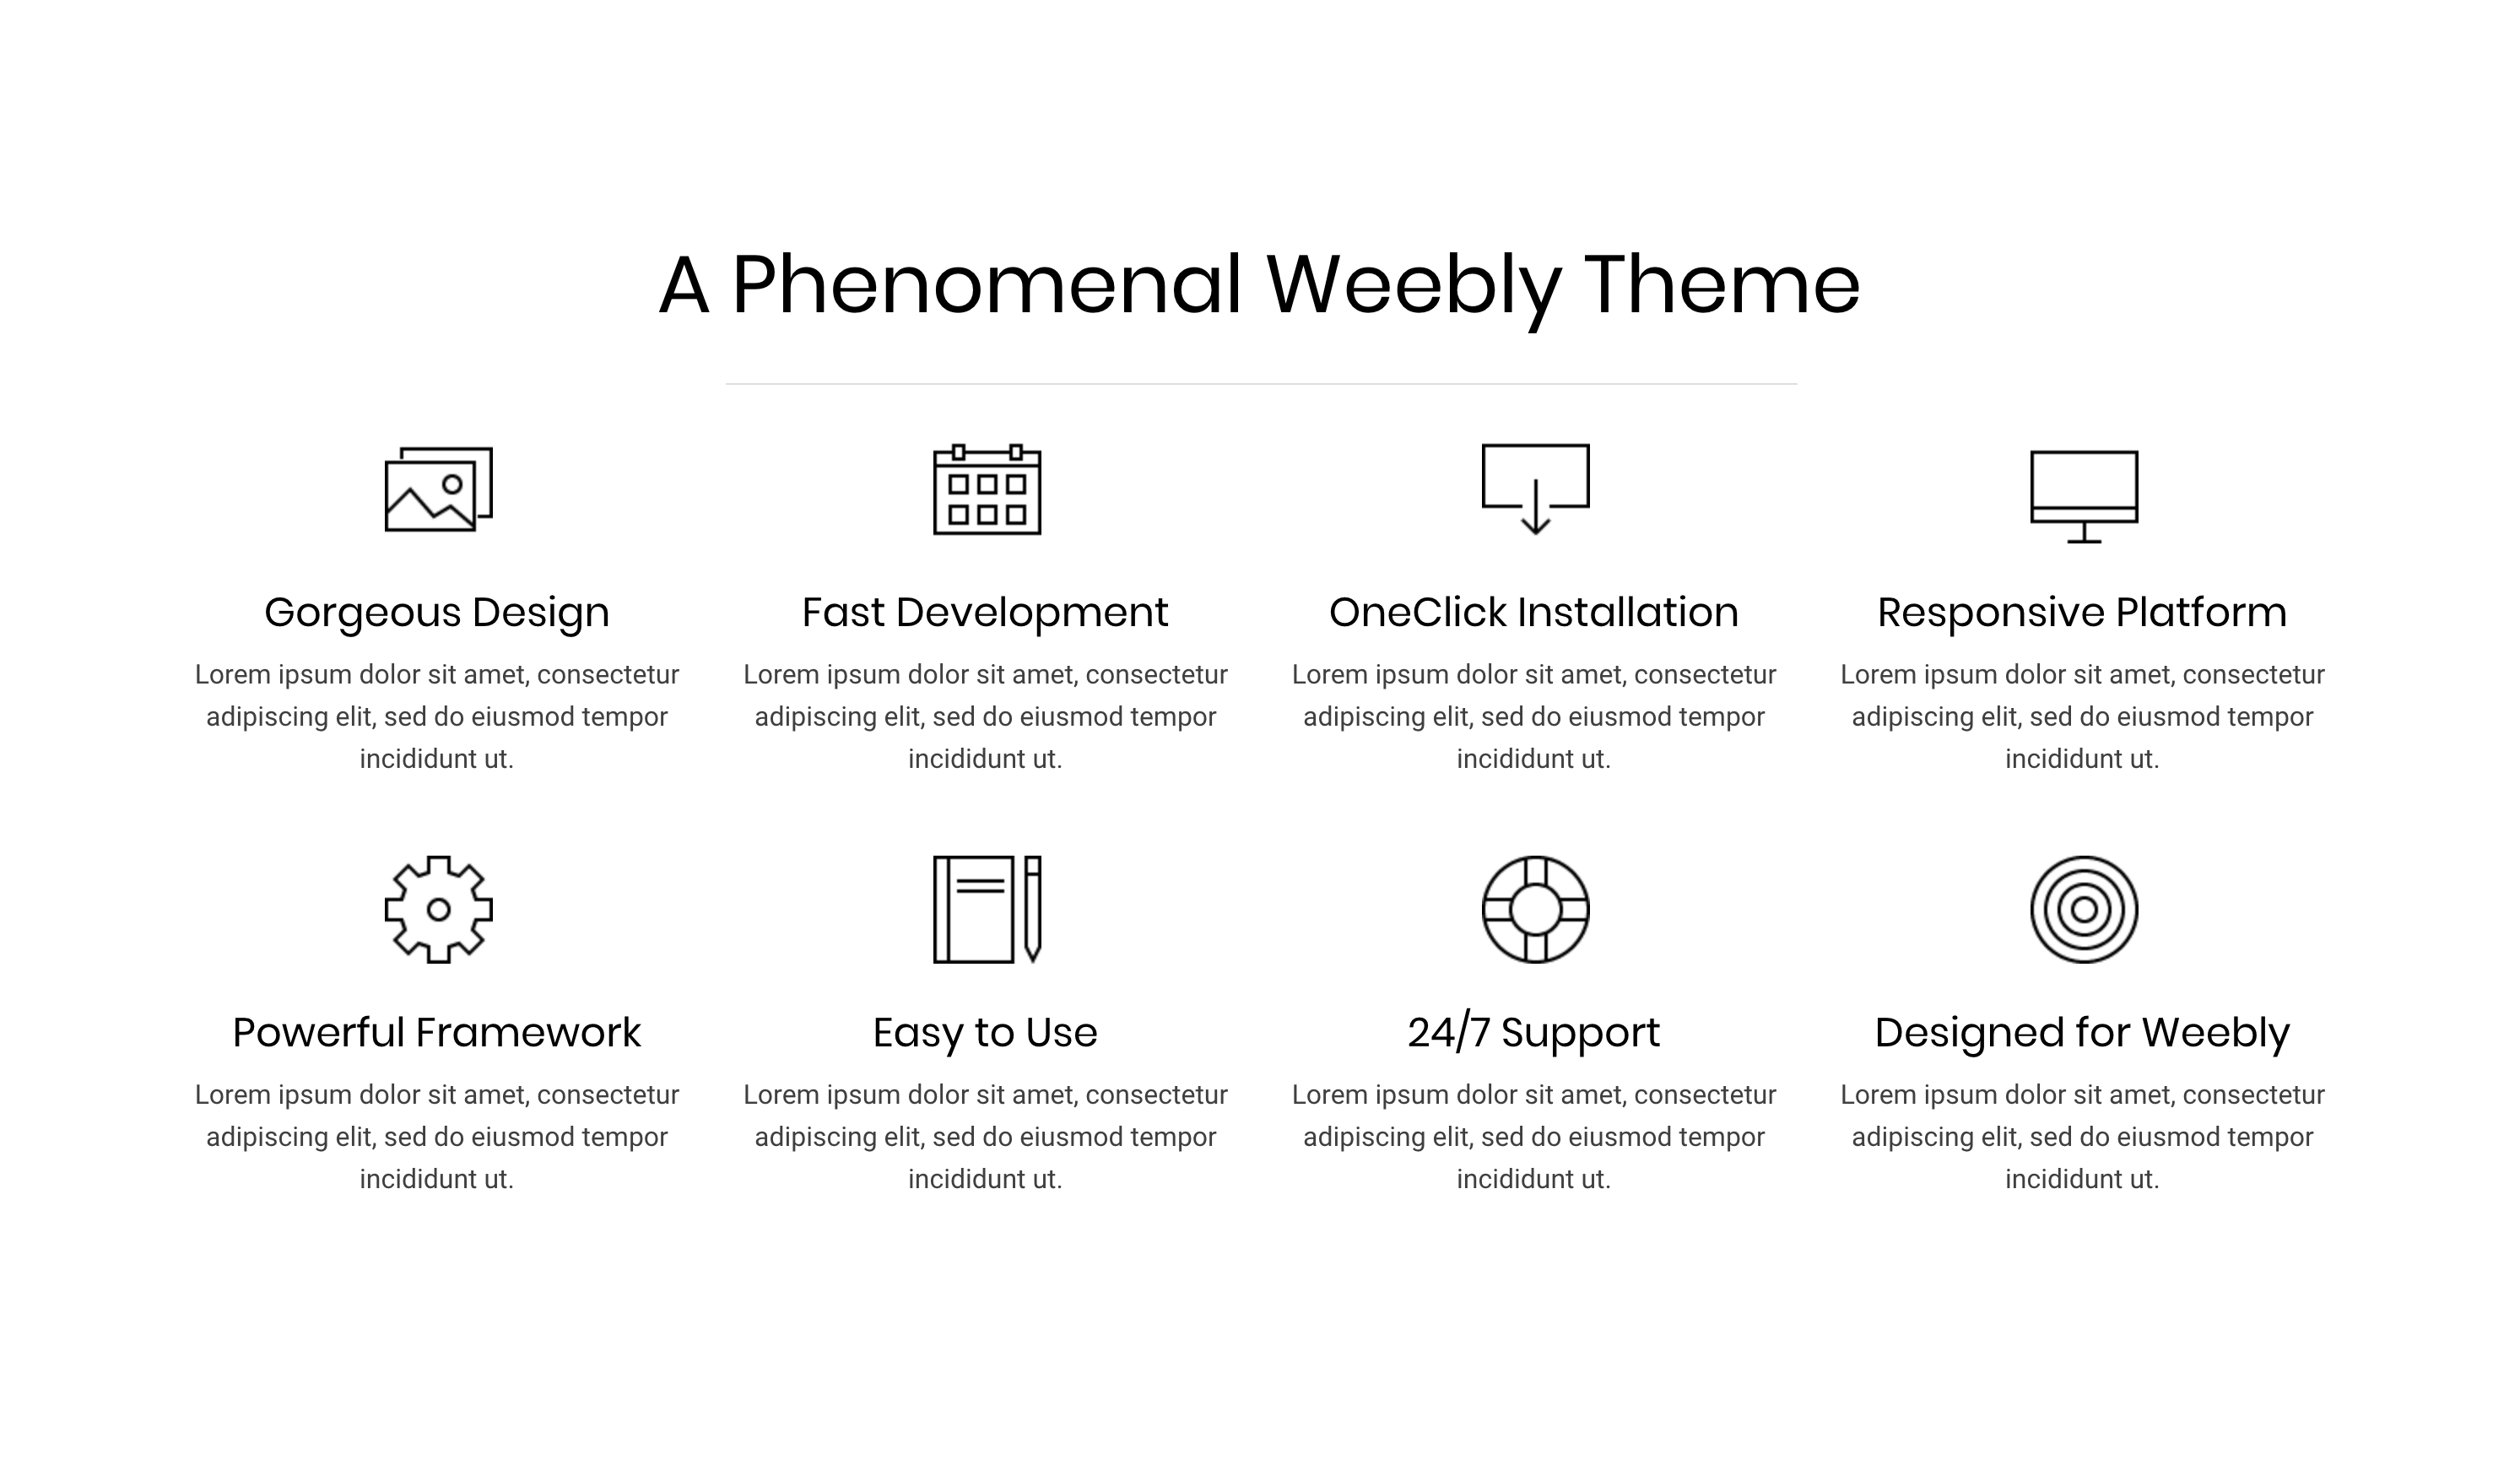 A Phenomenal Weebly Theme
Gorgeous Design
Lorem ipsum dolor sit amet, consectetur
adipiscing elit, sed do eiusmod tempor
incididunt ut.
Fast Development
Lorem ipsum dolor sit amet, consectetur
adipiscing elit, sed do eiusmod tempor
incididunt ut.
OneClick Installation
Lorem ipsum dolor sit amet, consectetur
adipiscing elit, sed do eiusmod tempor
incididunt ut.
Responsive Platform
Lorem ipsum dolor sit amet, consectetur
adipiscing elit, sed do eiusmod tempor
incididunt ut.
Powerful Framework
Lorem ipsum dolor sit amet, consectetur
adipiscing elit, sed do eiusmod tempor
incididunt ut.
Easy to Use
Lorem ipsum dolor sit amet, consectetur
adipiscing elit, sed do eiusmod tempor
incididunt ut.
24/7 Support
Lorem ipsum dolor sit amet, consectetur
adipiscing elit, sed do eiusmod tempor
incididunt ut.
Designed for Weebly
Lorem ipsum dolor sit amet, consectetur
adipiscing elit, sed do eiusmod tempor
incididunt ut.